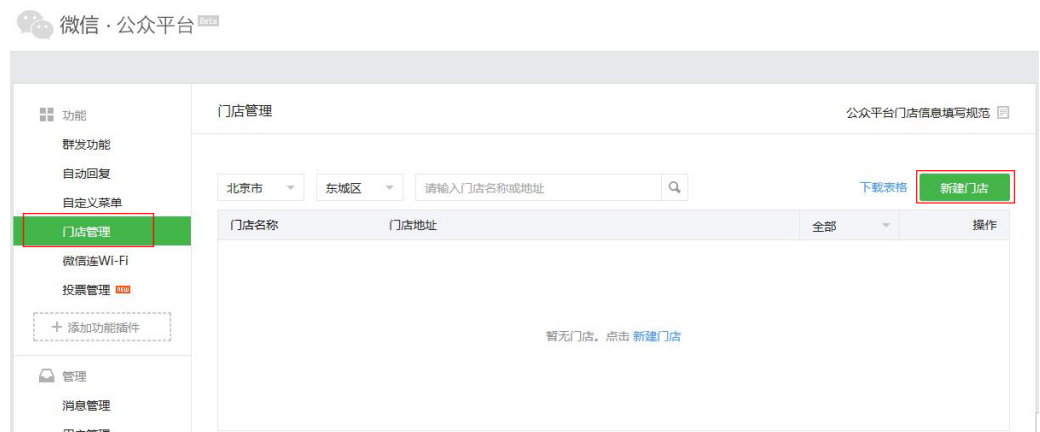 微信·公众平台 Beta
功能
群发功能
自动回复
自定义菜单
门店管理
微信连Wi-Fi
投票管理 NEW
+ 添加功能插件
管理
消息管理
用户管理
门店管理
公众平台门店信息填写规范
北京市 东城区 请输入门店名称或地址 下载表格 新建门店
门店名称 门店地址 全部 操作
暂无门店。点击 新建门店